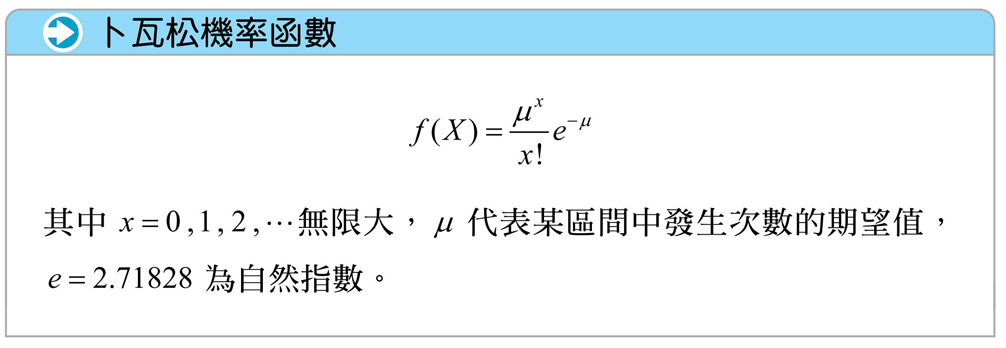 卜瓦松機率函數
f(X) = \frac{μ^x}{x!} e^{-μ}
其中 x = 0,1,2,⋯無限大，μ 代表某區間中發生次數的期望值，
e = 2.71828 為自然指數。